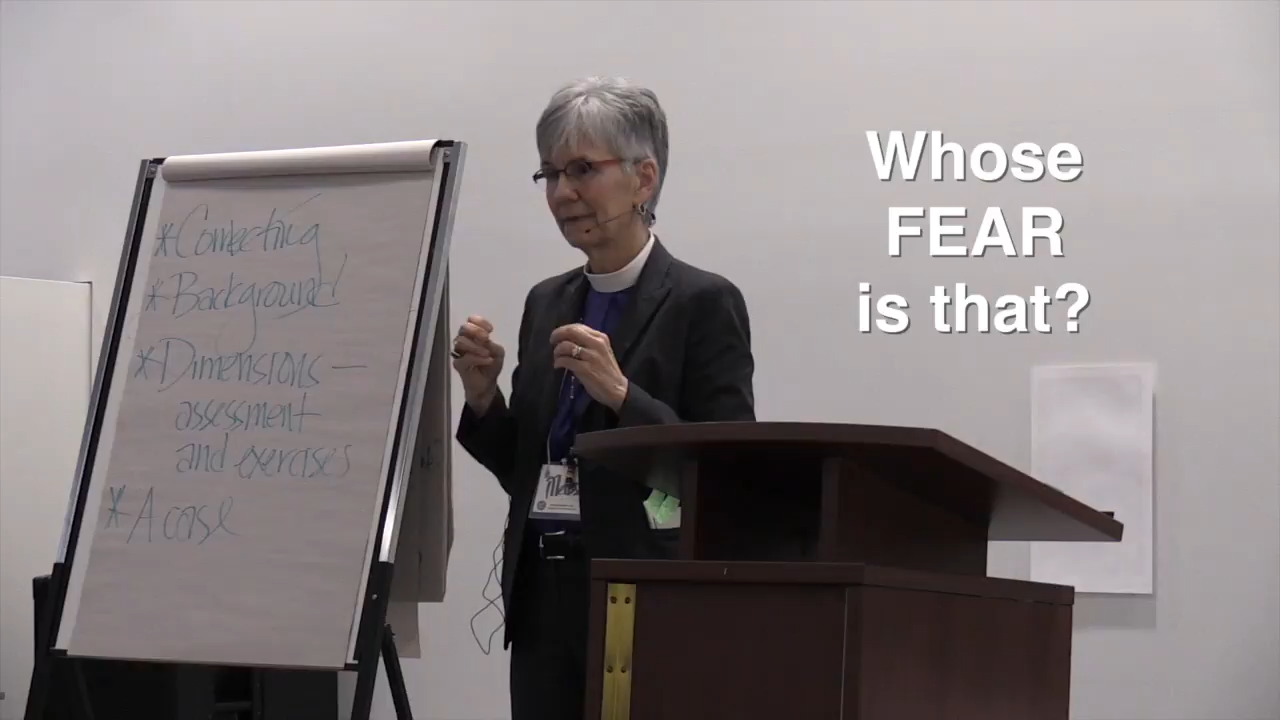 *Connecting
*Background
*Dimensions —
assessment
and exercises
*A case
Whose
FEAR
is that?